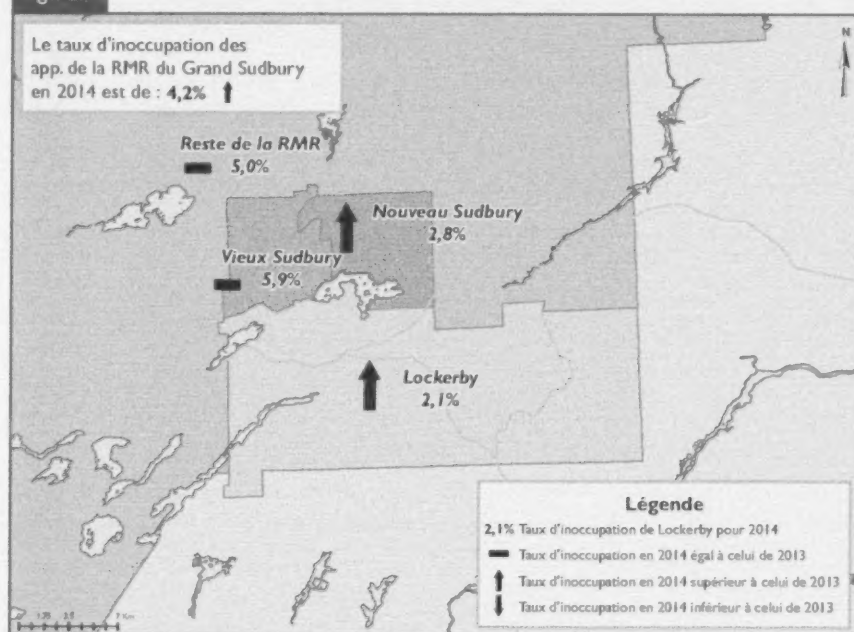 Le taux d'inoccupation des
app. de la RMR du Grand Sudbury
en 2014 est de : 4,2%
N
Reste de la RMR
5,0%
Nouveau Sudbury
2,8%
Vieux Sudbury
5,9%
Lockerby
2,1%
Légende
2,1% Taux d'inoccupation de Lockerby pour 2014
Taux d'inoccupation en 2014 égal à celui de 2013
Taux d'inoccupation en 2014 supérieur à celui de 2013
Taux d'inoccupation en 2014 inférieur à celui de 2013
7 Km